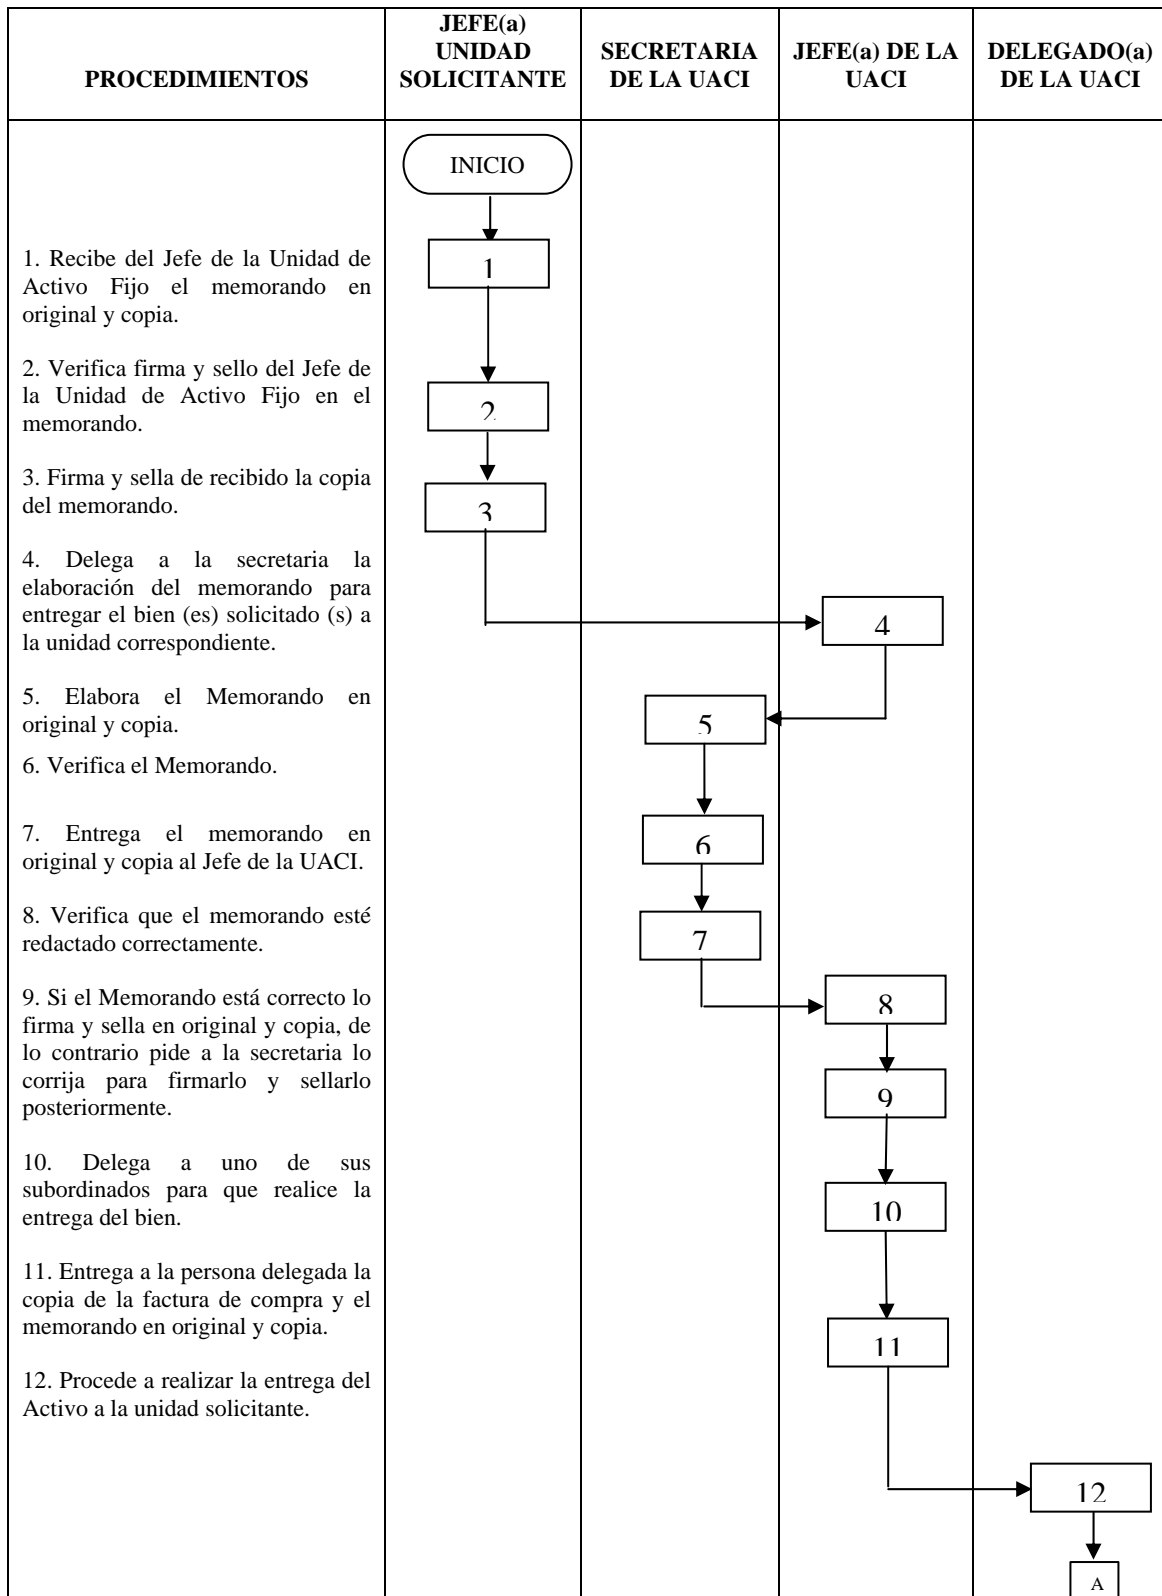 PROCEDIMIENTOS
JEFE(a)
UNIDAD
SOLICITANTE
SECRETARIA
DE LA UACI
JEFE(a) DE LA
UACI
DELEGADO(a)
DE LA UACI
INICIO
1. Recibe del Jefe de la Unidad de
Activo Fijo el memorando en
original y copia.
1
2. Verifica firma y sello del Jefe de
la Unidad de Activo Fijo en el
memorando.
2
3. Firma y sella de recibido la copia
del memorando.
3
4. Delega a la secretaria la
elaboración del memorando para
entregar el bien (es) solicitado (s) a
la unidad correspondiente.
4
5. Elabora el Memorando en
original y copia.
5
6. Verifica el Memorando.
6
7. Entrega el memorando en
original y copia al Jefe de la UACI.
7
8. Verifica que el memorando esté
redactado correctamente.
8
9. Si el Memorando está correcto lo
firma y sella en original y copia, de
lo contrario pide a la secretaria lo
corrija para firmarlo y sellarlo
posteriormente.
9
10. Delega a uno de sus
subordinados para que realice la
entrega del bien.
10
11. Entrega a la persona delegada la
copia de la factura de compra y el
memorando en original y copia.
11
12. Procede a realizar la entrega del
Activo a la unidad solicitante.
12
A